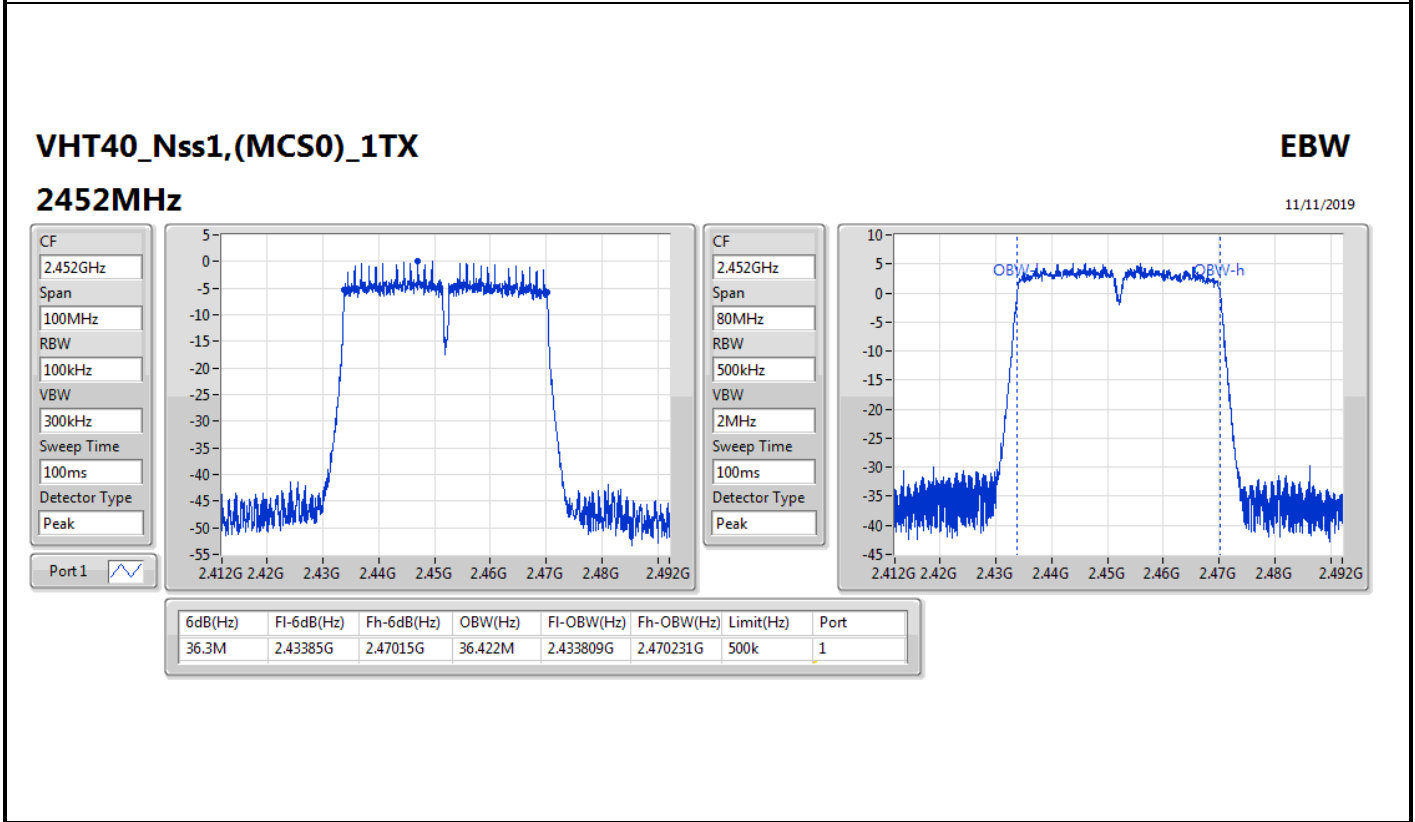 VHT40_Nss1,(MCS0)_1TX
EBW
2452MHz
11/11/2019
CF
2.452GHz
Span
100MHz
RBW
100kHz
VBW
300kHz
Sweep Time
100ms
Detector Type
Peak
Port 1
5
0
-5
-10
-15
-20
-25
-30
-35
-40
-45
-50
-55
2.412G 2.42G 2.43G 2.44G 2.45G 2.46G 2.47G 2.48G 2.492G
CF
2.452GHz
Span
80MHz
RBW
500kHz
VBW
2MHz
Sweep Time
100ms
Detector Type
Peak
10
5
0
-5
-10
-15
-20
-25
-30
-35
-40
-45
OBW-h
2.412G 2.42G 2.43G 2.44G 2.45G 2.46G 2.47G 2.48G 2.492G
6dB(Hz) Fl-6dB(Hz) Fh-6dB(Hz) OBW(Hz) Fl-OBW(Hz) Fh-OBW(Hz) Limit(Hz) Port
36.3M 2.43385G 2.47015G 36.422M 2.433809G 2.470231G 500k 1